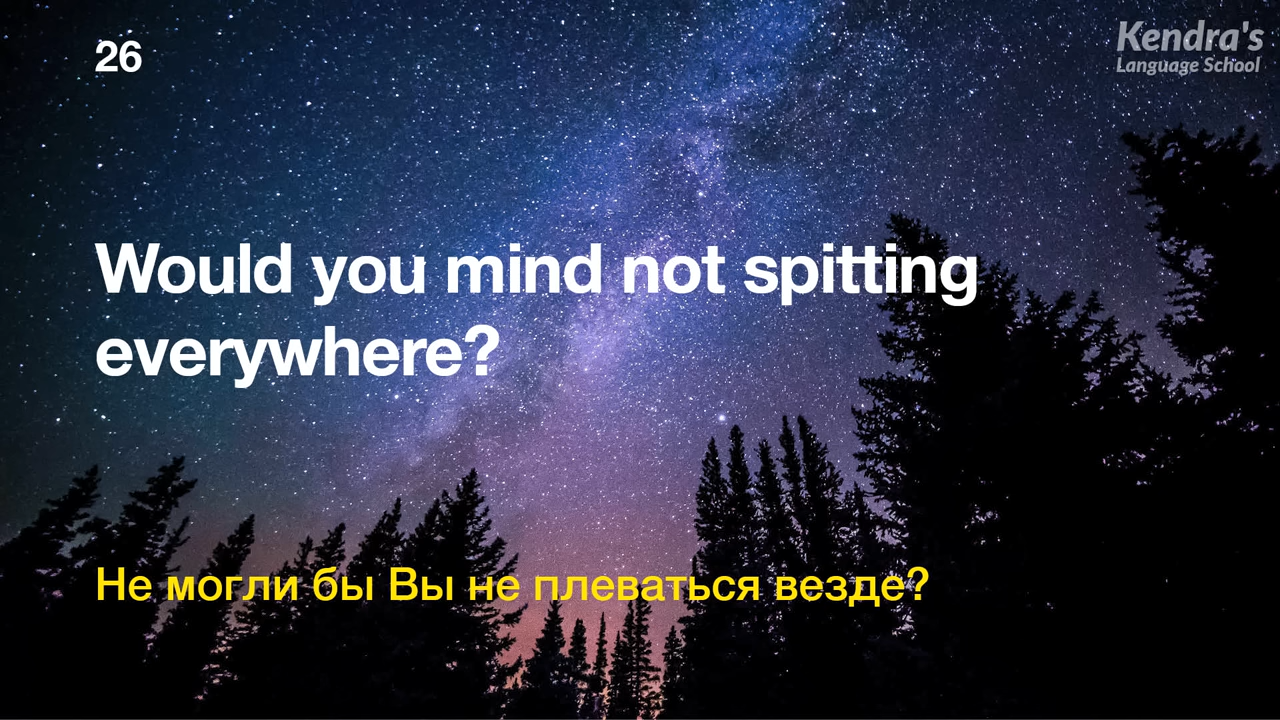 26
Kendra's
Language School
Would you mind not spitting
everywhere?
Не могли бы Вы не плеваться везде?